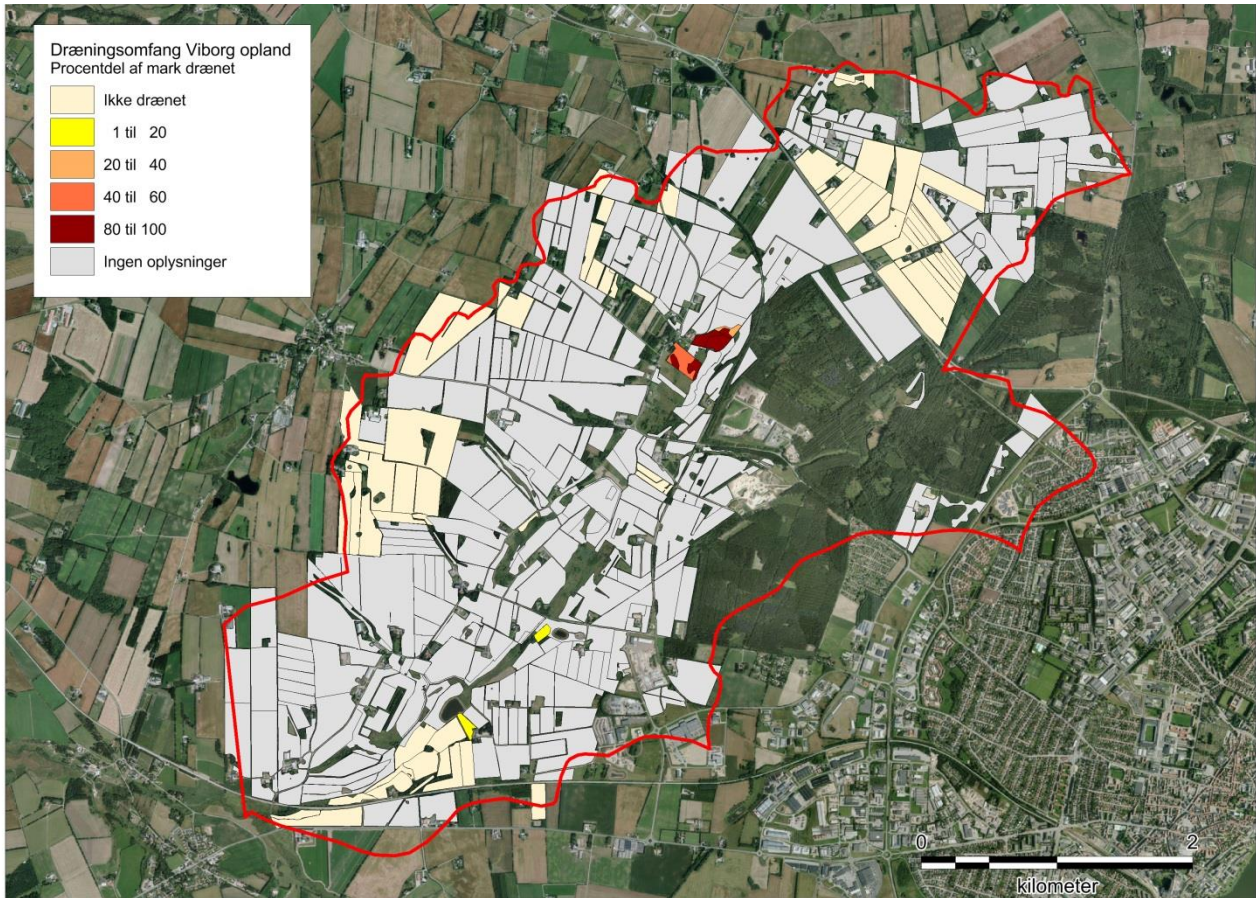 Dræningsomfang Viborg opland
Procentdel af mark drænet
Ikke drænet
1 til 20
20 til 40
40 til 60
80 til 100
Ingen oplysninger
0 2
kilometer